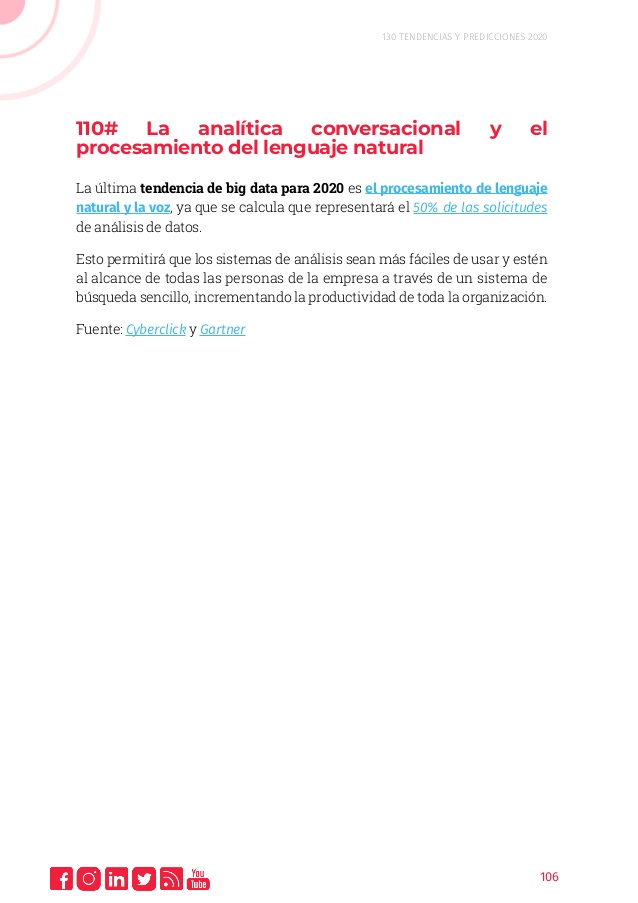 130 TENDENCIAS Y PREDICCIONES 2020
110# La analítica conversacional y el
procesamiento del lenguaje natural
La última tendencia de big data para 2020 es el procesamiento de lenguaje
natural y la voz, ya que se calcula que representará el 50% de las solicitudes
de análisis de datos.
Esto permitirá que los sistemas de análisis sean más fáciles de usar y estén
al alcance de todas las personas de la empresa a través de un sistema de
búsqueda sencillo, incrementando la productividad de toda la organización.
Fuente: Cyberclick y Gartner
You
Tube
106